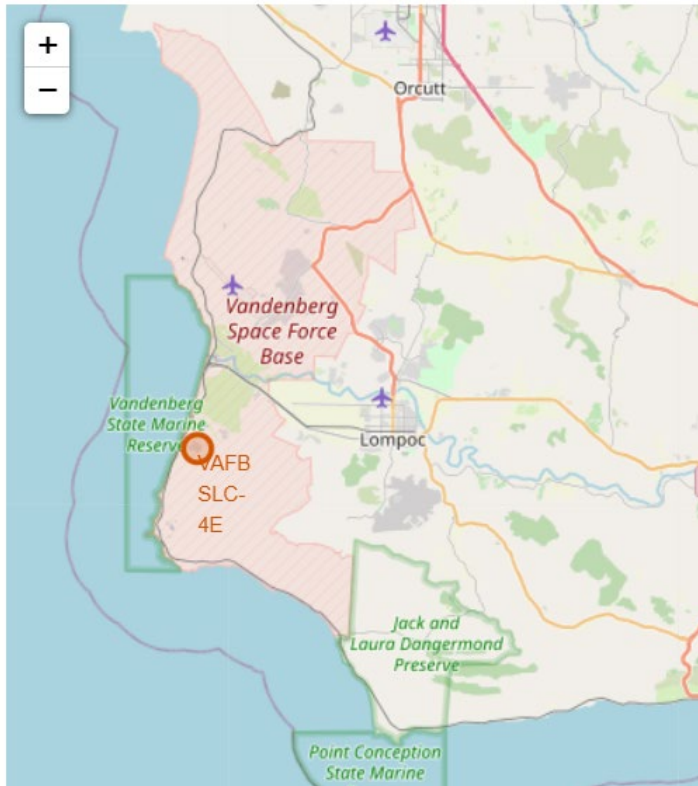 +
−
Orcutt
Vandenberg
Space Force
Base
Vandenberg
State Marine
Reserve
VAFB
SLC-
4E
Lompoc
Jack and
Laura Dangermond
Preserve
Point Conception
State Marine